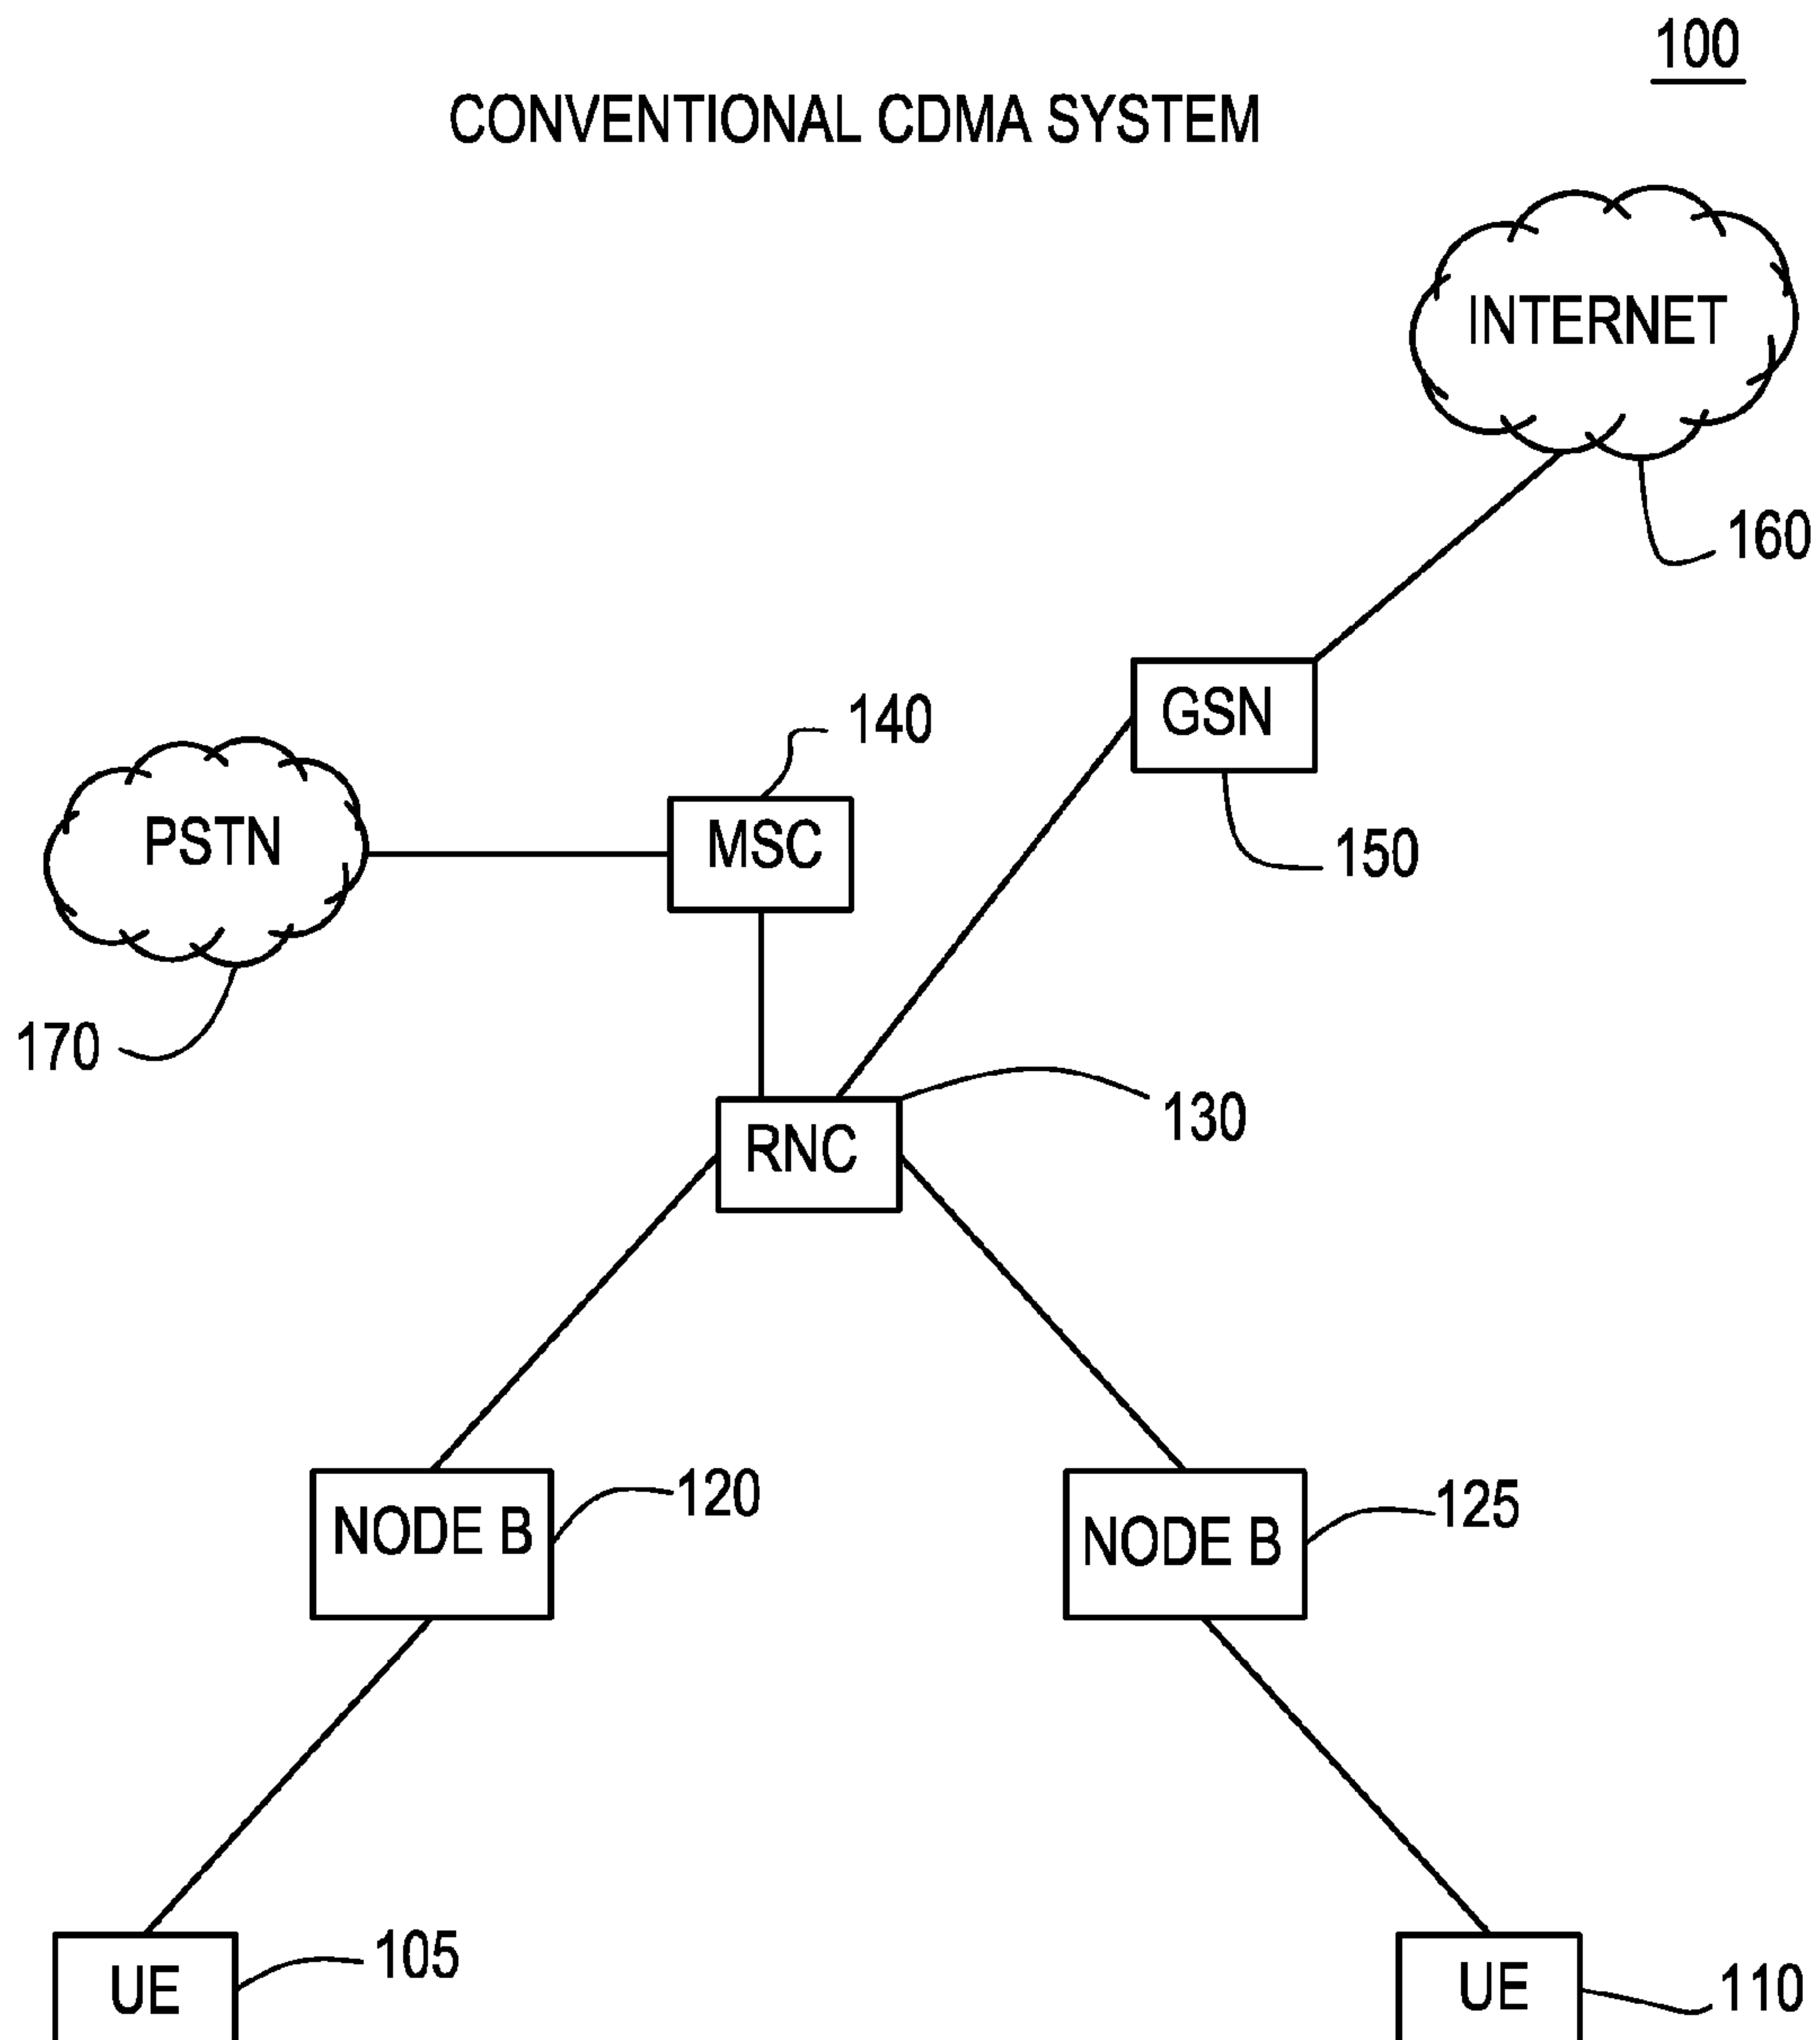 100
CONVENTIONAL CDMA SYSTEM
INTERNET
160
GSN
140
MSC
150
PSTN
170
130
RNC
120
NODE B
125
NODE B
105
UE
110
UE